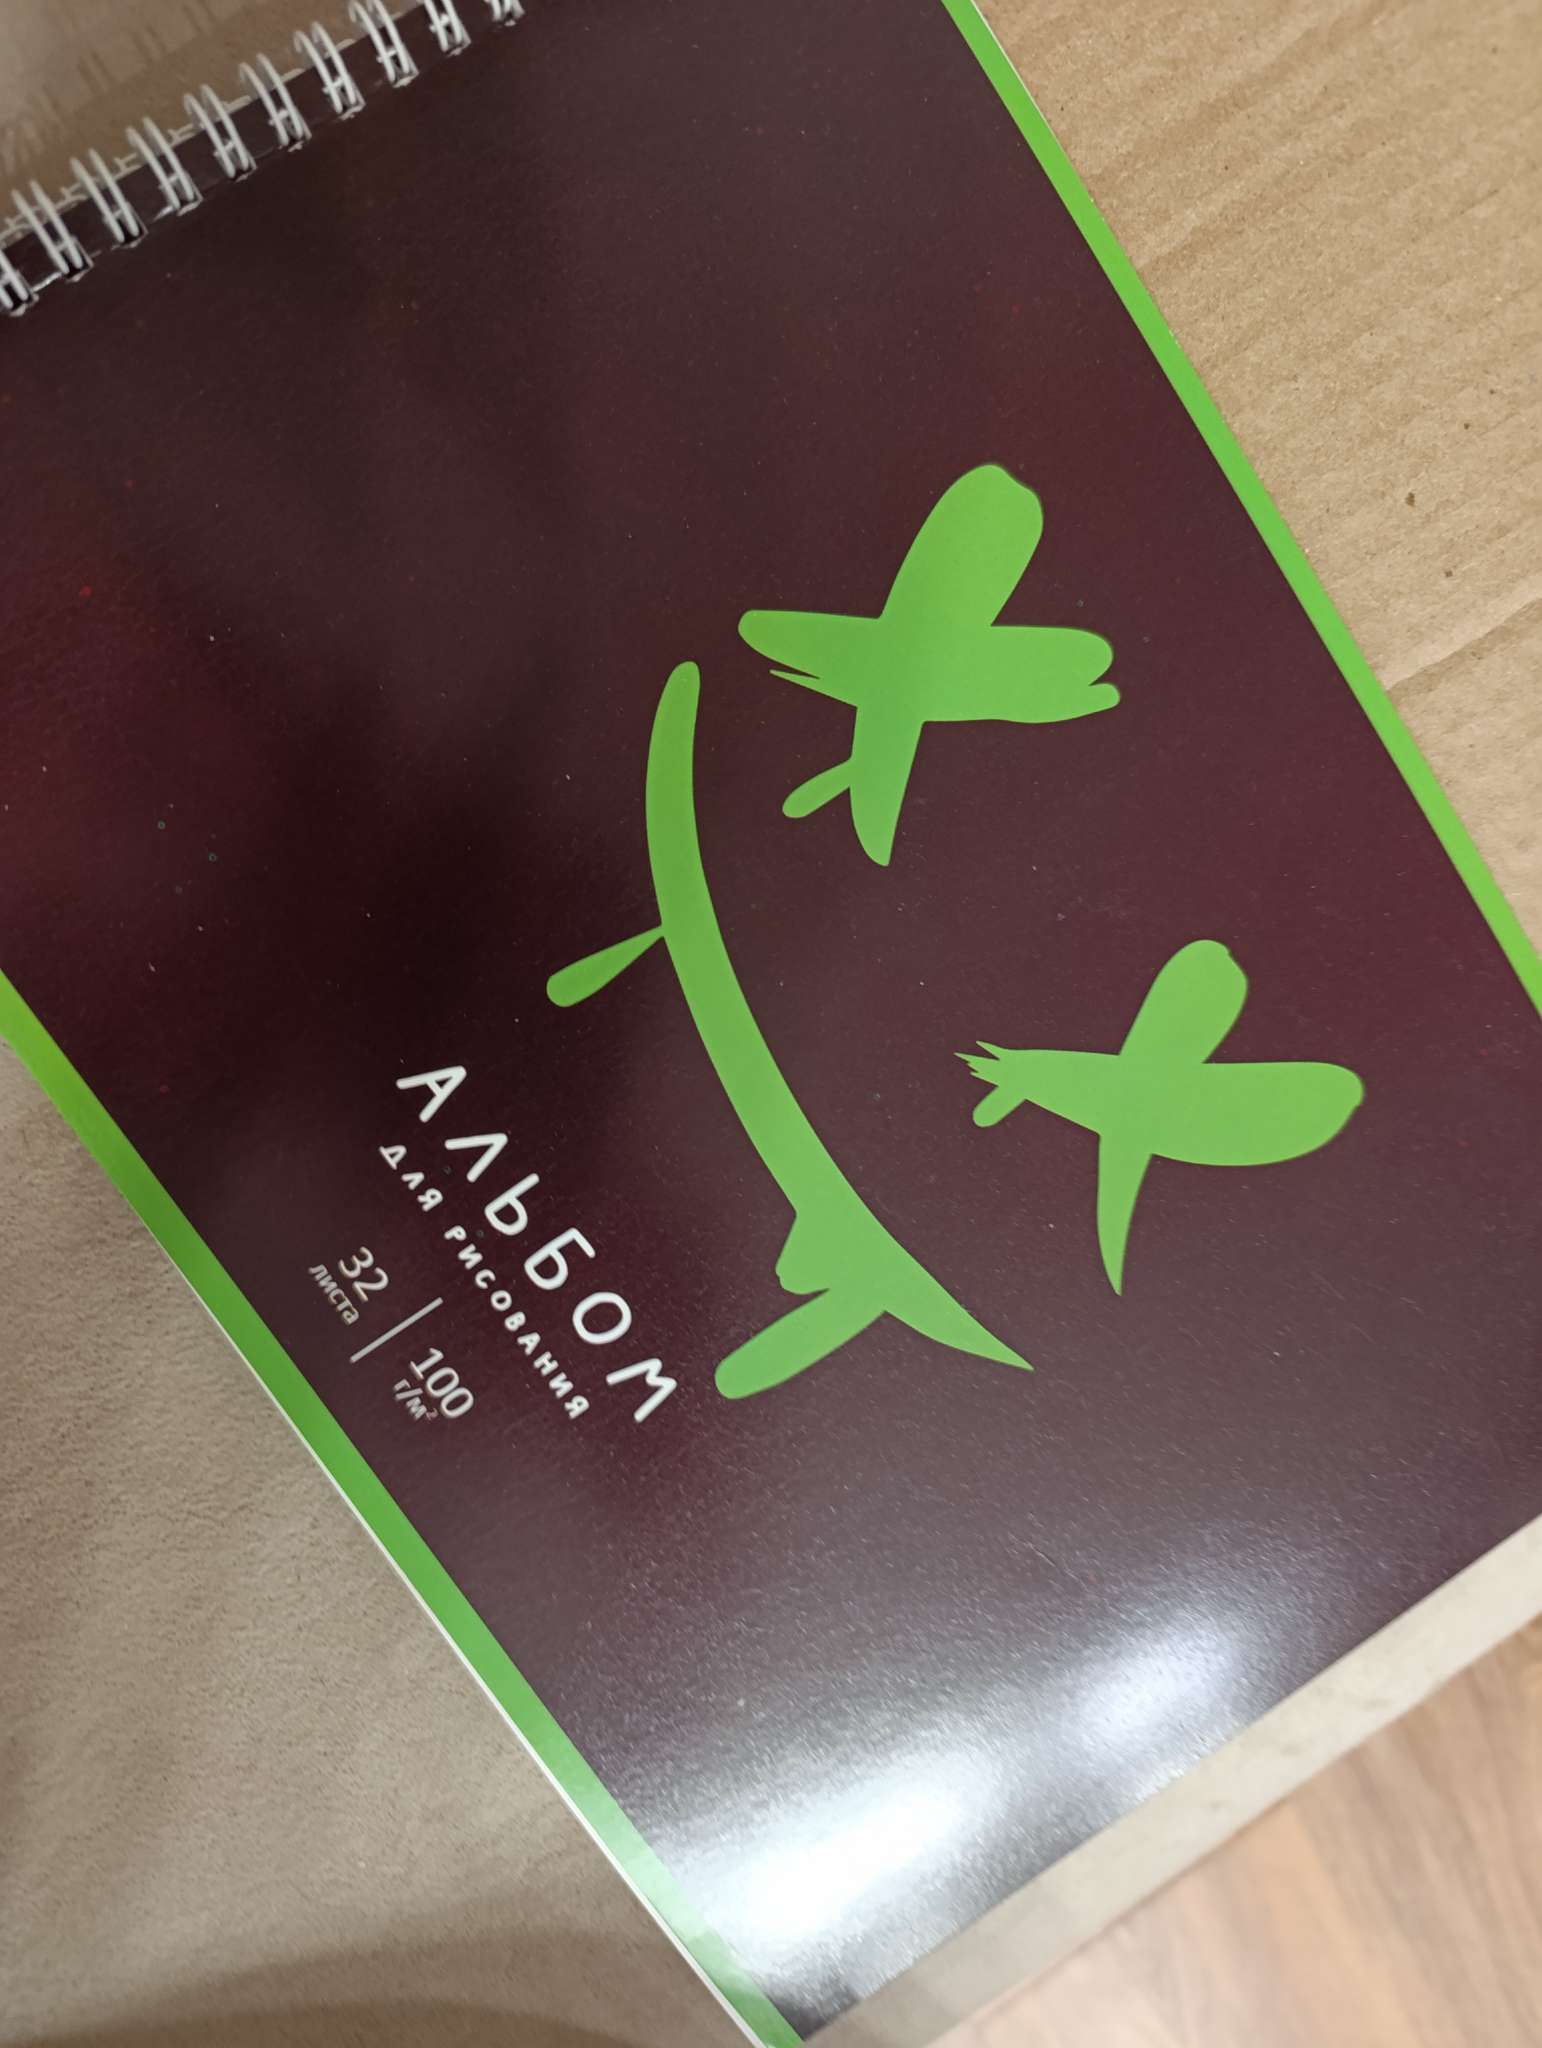 АЛЬБОМ
ДЛЯ РИСОВАНИЯ
32 | 100
листа г/м²